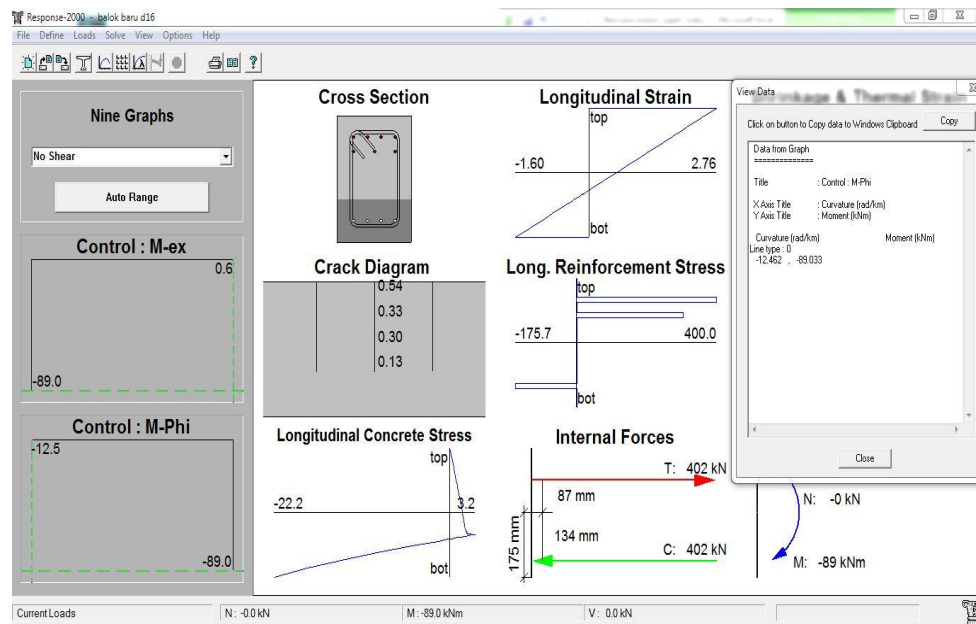 Response-2000 - balok baru d16
File Define Loads Solve View Options Help
Nine Graphs
No Shear
Auto Range
Control : M-ex
0.6
-89.0
Control : M-Phi
-12.5
-89.0
Cross Section
Longitudinal Strain
top
-1.60
2.76
bot
Crack Diagram
0.54
0.33
0.30
0.13
Long. Reinforcement Stress
top
-175.7
400.0
bot
Longitudinal Concrete Stress
top
-22.2
3.2
bot
Internal Forces
T: 402 kN
87 mm
134 mm
175 mm
C: 402 kN
N: -0 kN
M: -89 kNm
Shrinkage & Thermal Strain
View Data
Click on button to Copy data to Windows Clipboard
Copy
Data from Graph
==============
Title : Control : M-Phi
X Axis Title : Curvature (rad/km)
Y Axis Title : Moment (kNm)
Curvature (rad/km) Moment (kNm)
Line type : 0
-12.462 , -89.033
Close
Current Loads
N : -0.0 kN
M : -89.0 kNm
V : 0.0 kN